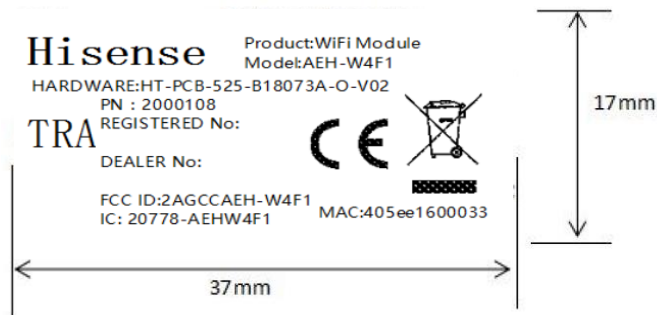 Hisense
Product:WiFi Module
Model:AEH-W4F1
HARDWARE:HT-PCB-525-B18073A-O-V02
PN : 2000108
TRA REGISTERED No:
DEALER No:
CE
FCC ID:2AGCCAEH-W4F1
IC: 20778-AEHW4F1
MAC:405ee1600033
17mm
37mm